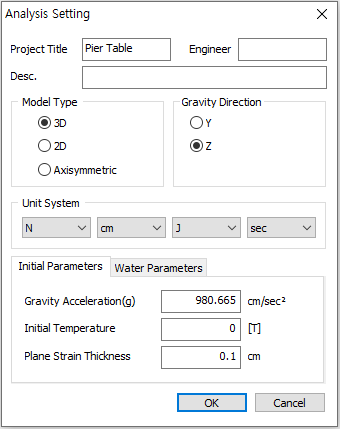 Analysis Setting
Project Title Pier Table Engineer
Desc.
Model Type Gravity Direction
3D Y
2D Z
Axisymmetric
Unit System
N cm J sec
Initial Parameters Water Parameters
Gravity Acceleration(g) 980.665 cm/sec²
Initial Temperature 0 [T]
Plane Strain Thickness 0.1 cm
OK Cancel